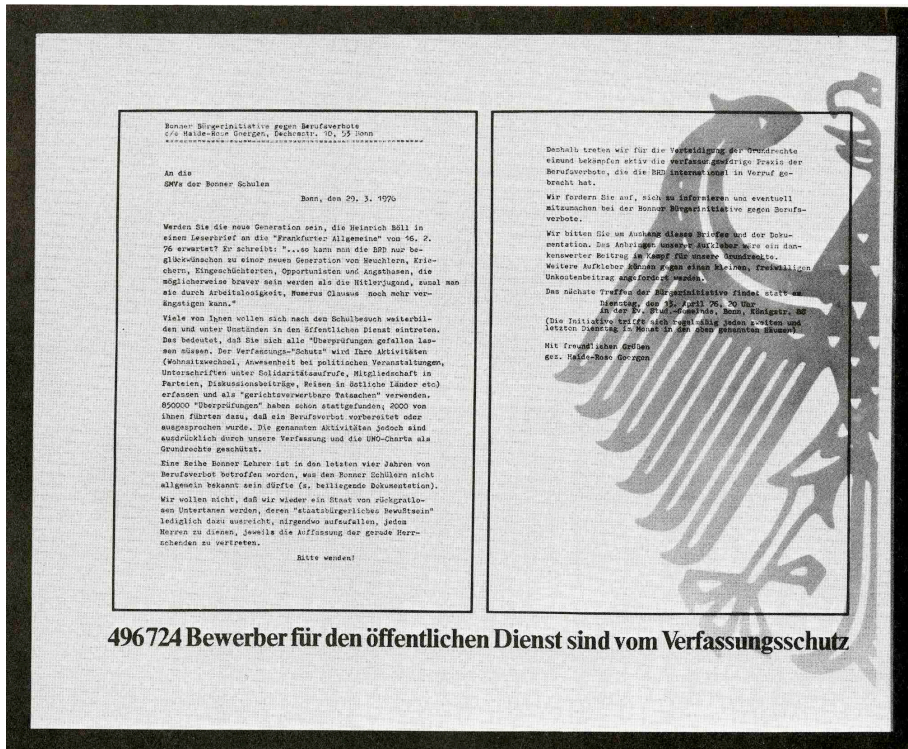 Bonner Bürgerinitiative gegen Berufsverbote
c/o Haide-Rose Goergen, Dechenstr. 10, 53 Bonn
An die
SMVs der Bonner Schulen
Bonn, den 29. 3. 1976
Werden Sie die neue Generation sein, die Heinrich Böll in
einem Leserbrief an die "Frankfurter Allgemeine" von 16. 2.
76 erwartet? Er schreibt: "...so kann man die BRD nur be-
glückwünschen zu einer neuen Generation von Heuchlern, Krie-
chern, Eingeschüchterten, Opportunisten und Angsthasen, die
möglicherweise braver sein werden als die Hitlerjugend, zumal man
sie durch Arbeitslosigkeit, Numerus Clausus noch mehr ver-
ängstigen kann."
Viele von Ihnen wollen sich nach dem Schulbesuch weiterbil-
den und unter Umständen in den öffentlichen Dienst eintreten.
Das bedeutet, daß Sie sich alle "Überprüfungen gefallen las-
sen müssen. Der Verfassungs-"Schutz" wird Ihre Aktivitäten
(Wohnsitzwechsel, Anwesenheit bei politischen Veranstaltungen,
Unterschriften unter Solidaritätsaufrufe, Mitgliedschaft in
Parteien, Diskussionsbeiträge, Reisen in östliche Länder etc)
erfassen und als "gerichtsverwertbare Tatsachen" verwenden.
850000 "Überprüfungen" haben schon stattgefunden; 2000 von
ihnen führten dazu, daß ein Berufsverbot vorbereitet oder
ausgesprochen wurde. Die genannten Aktivitäten jedoch sind
ausdrücklich durch unsere Verfassung und die UNO-Charta als
Grundrechte geschützt.
Eine Reihe Bonner Lehrer ist in den letzten vier Jahren von
Berufsverbot betroffen worden, was den Bonner Schülern nicht
allgemein bekannt sein dürfte (s. beiliegende Dokumentation).
Wir wollen nicht, daß wir wieder ein Staat von rückgratlo-
sen Untertanen werden, deren "staatsbürgerliches Bewußtsein"
lediglich dazu ausreicht, nirgendwo aufzufallen, jedem
Herren zu dienen, jeweils die Auffassung der gerade Herr-
schenden zu vertreten.
Bitte wenden!
Deshalb treten wir für die Verteidigung der Grundrechte
einund bekämpfen aktiv die verfassungswidrige Praxis der
Berufsverbote, die die BRD international in Verruf ge-
bracht hat.
Wir fordern Sie auf, sich zu informieren und eventuell
mitzumachen bei der Bonner Bürgerinitiative gegen Berufs-
verbote.
Wir bitten Sie um Aushang dieses Briefes und der Doku-
mentation. Das Anbringen unserer Aufkleber wäre ein dan-
kenswerter Beitrag im Kampf für unsere Grundrechte.
Weitere Aufkleber können gegen einen kleinen, freiwilligen
Unkostenbeitrag angefordert werden.
Das nächste Treffen der Bürgerinitiative findet statt am
Dienstag, den 13. April 76, 20 Uhr
in der Ev. Stud.-Gemeinde, Bonn, Königstr. 88
(Die Initiative trifft sich regelmäßig jeden zweiten und
letzten Dienstag im Monat in den oben genannten Räumen)
Mit freundlichen Grüßen
gez. Haide-Rose Goergen
496724 Bewerber für den öffentlichen Dienst sind vom Verfassungsschutz